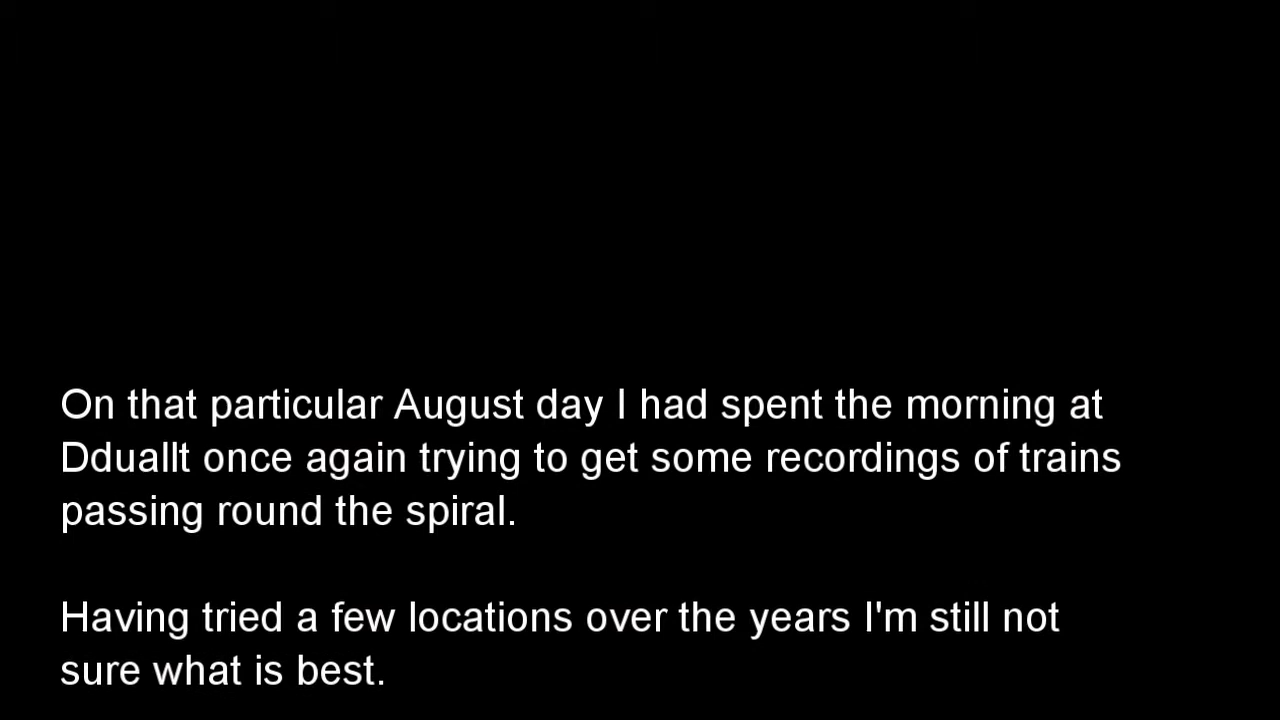 On that particular August day I had spent the morning at
Dduallt once again trying to get some recordings of trains
passing round the spiral.
Having tried a few locations over the years I'm still not
sure what is best.